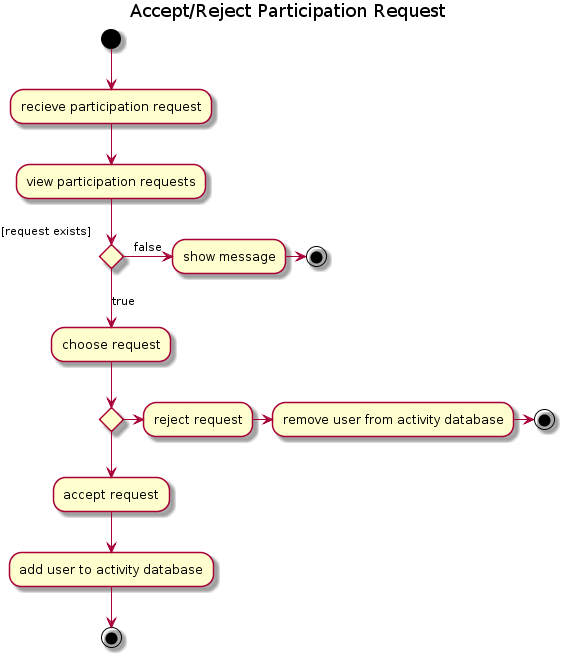 Accept/Reject Participation Request
recieve participation request
view participation requests
[request exists]
false
show message
true
choose request
reject request
remove user from activity database
accept request
add user to activity database